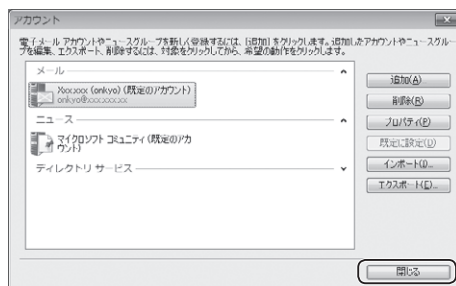 アカウント
電子メール アカウントやニュースグループを新しく登録するには、[追加] をクリックします。追加したアカウントやニュースグループを編集、エクスポート、削除するには、対象をクリックしてから、希望の動作をクリックします。
メール
Xxx.xxx (onkyo) (既定のアカウント)
onkyo@xxx.xxx.xx
ニュース
マイクロソフト コミュニティ (既定のアカウント)
ディレクトリ サービス
追加(A)
削除(R)
プロパティ(P)
既定に設定(D)
インポート(I)...
エクスポート(E)...
閉じる